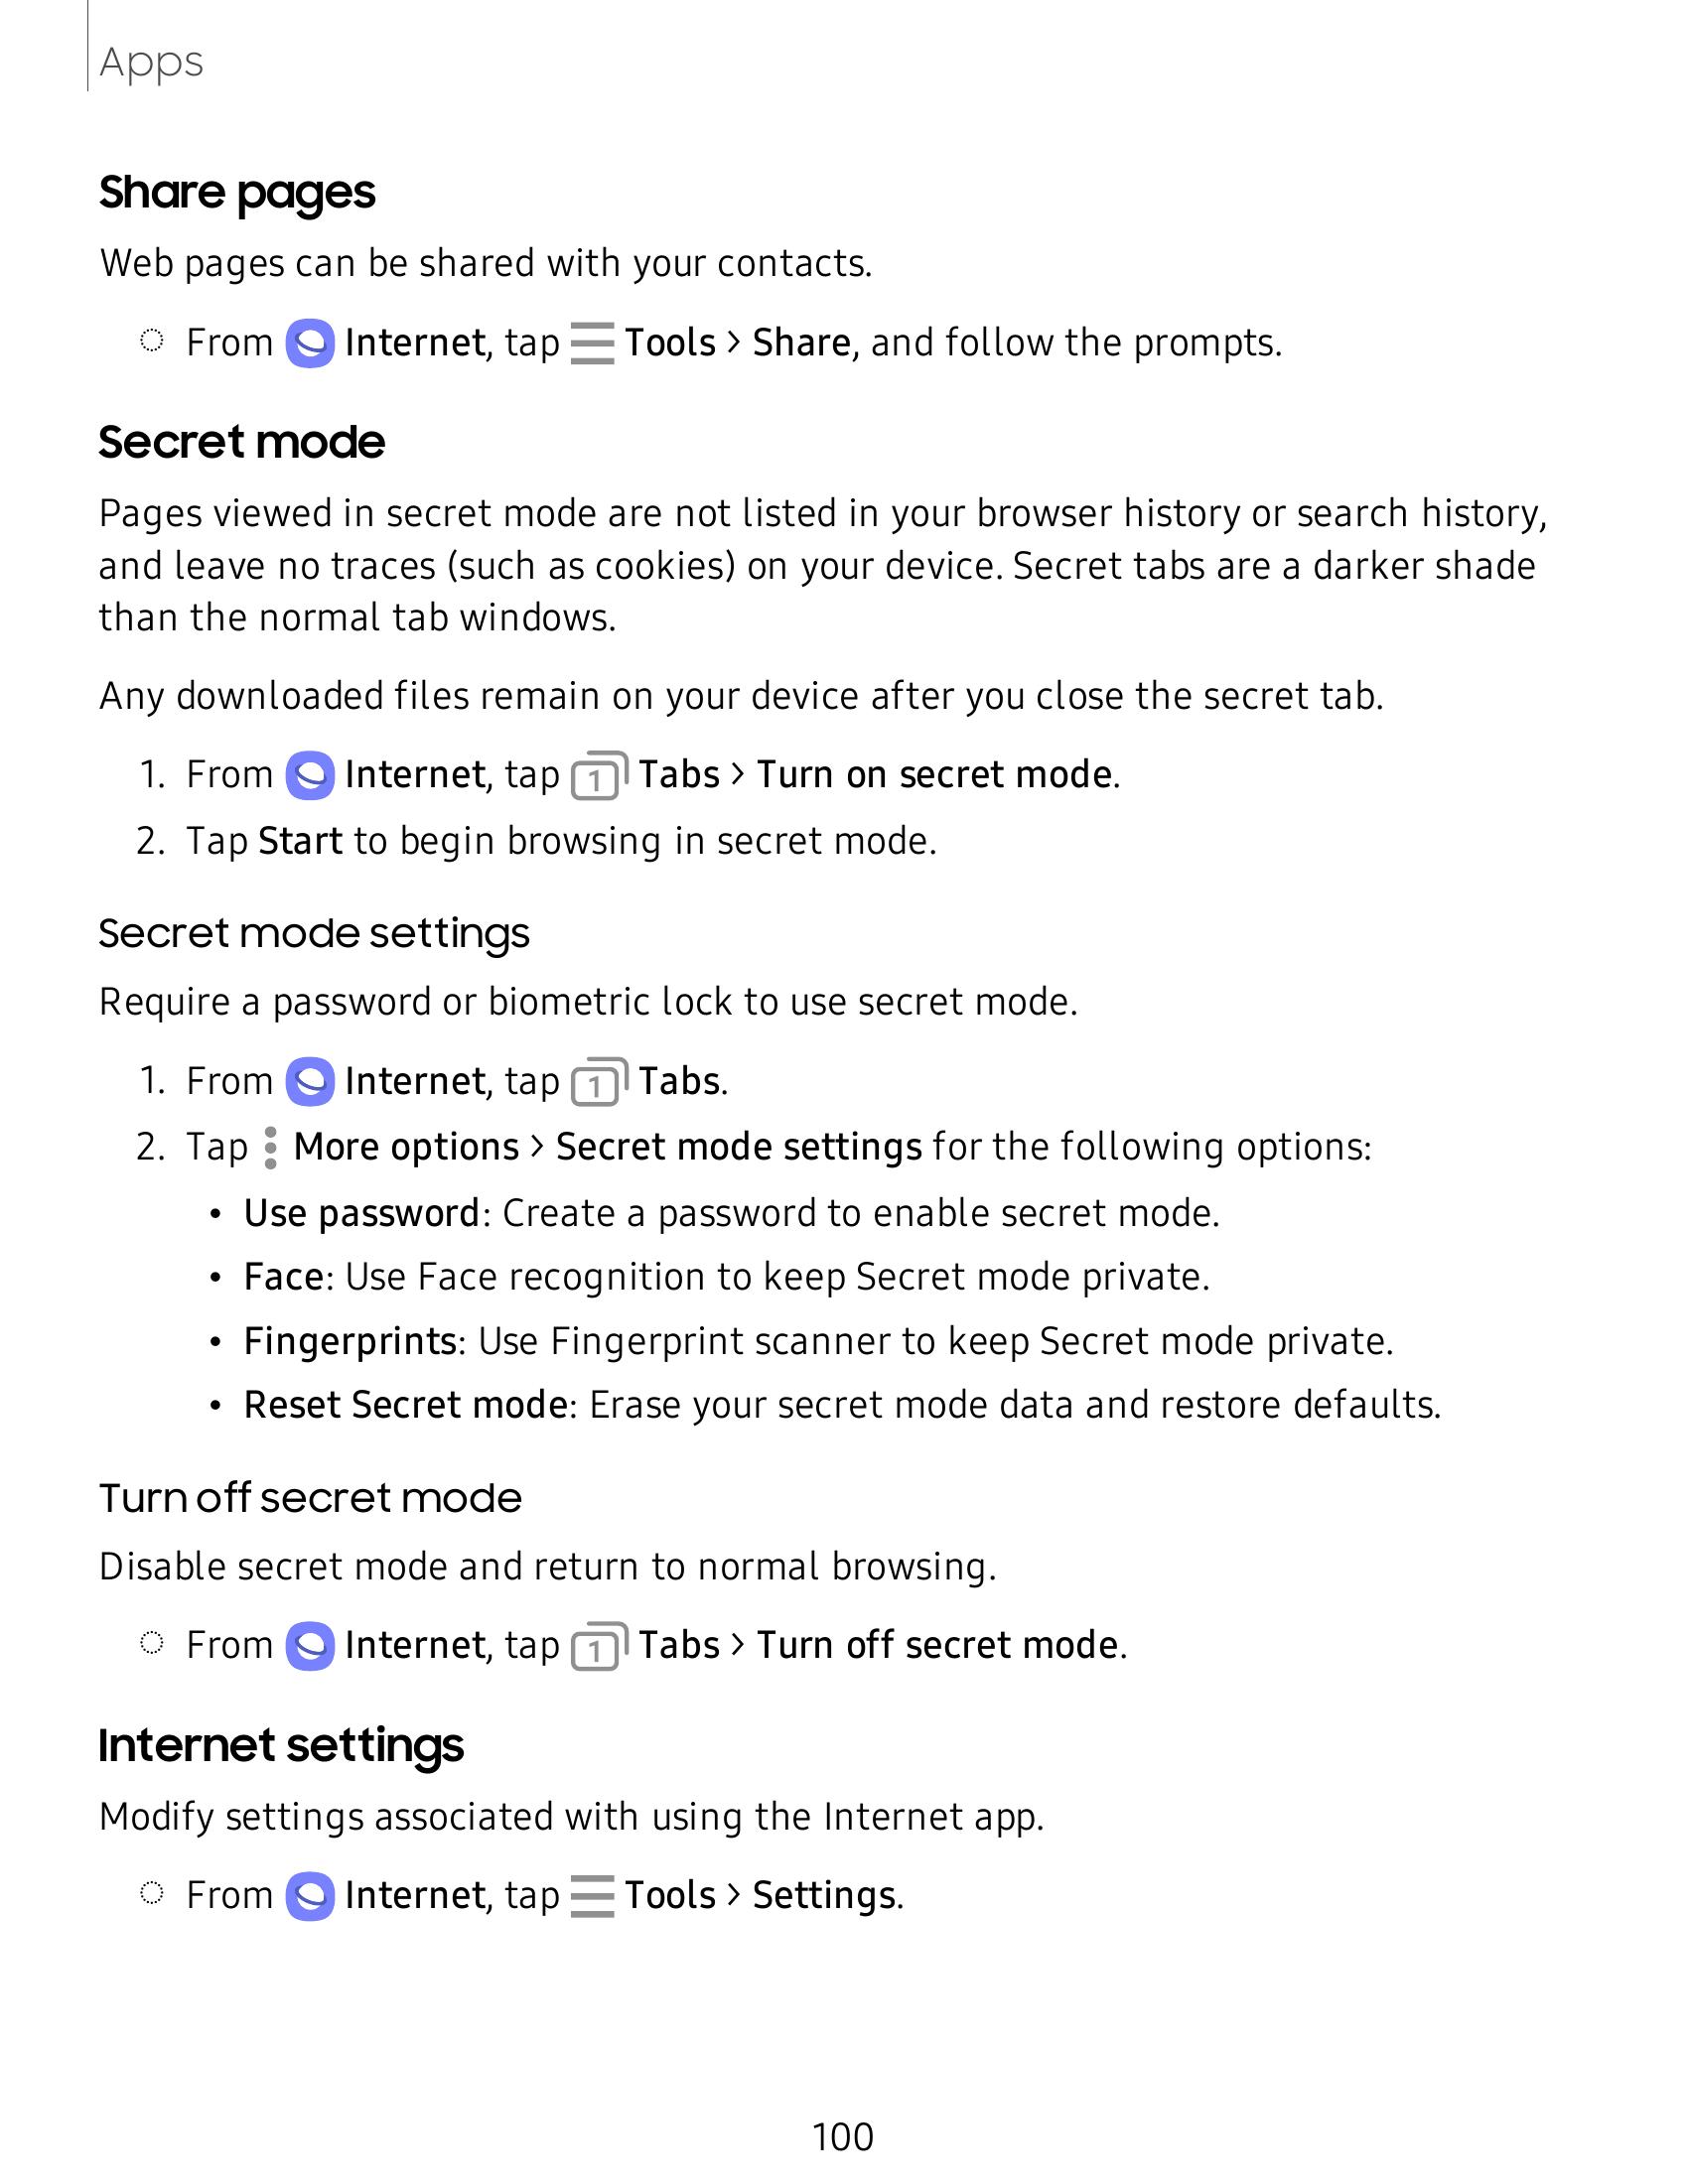 Apps
Share pages
Web pages can be shared with your contacts.
From Internet, tap Tools > Share, and follow the prompts.
Secret mode
Pages viewed in secret mode are not listed in your browser history or search history,
and leave no traces (such as cookies) on your device. Secret tabs are a darker shade
than the normal tab windows.
Any downloaded files remain on your device after you close the secret tab.
1. From Internet, tap 1 Tabs > Turn on secret mode.
2. Tap Start to begin browsing in secret mode.
Secret mode settings
Require a password or biometric lock to use secret mode.
1. From Internet, tap 1 Tabs.
2. Tap More options > Secret mode settings for the following options:
• Use password: Create a password to enable secret mode.
• Face: Use Face recognition to keep Secret mode private.
• Fingerprints: Use Fingerprint scanner to keep Secret mode private.
• Reset Secret mode: Erase your secret mode data and restore defaults.
Turn off secret mode
Disable secret mode and return to normal browsing.
From Internet, tap 1 Tabs > Turn off secret mode.
Internet settings
Modify settings associated with using the Internet app.
From Internet, tap Tools > Settings.
100